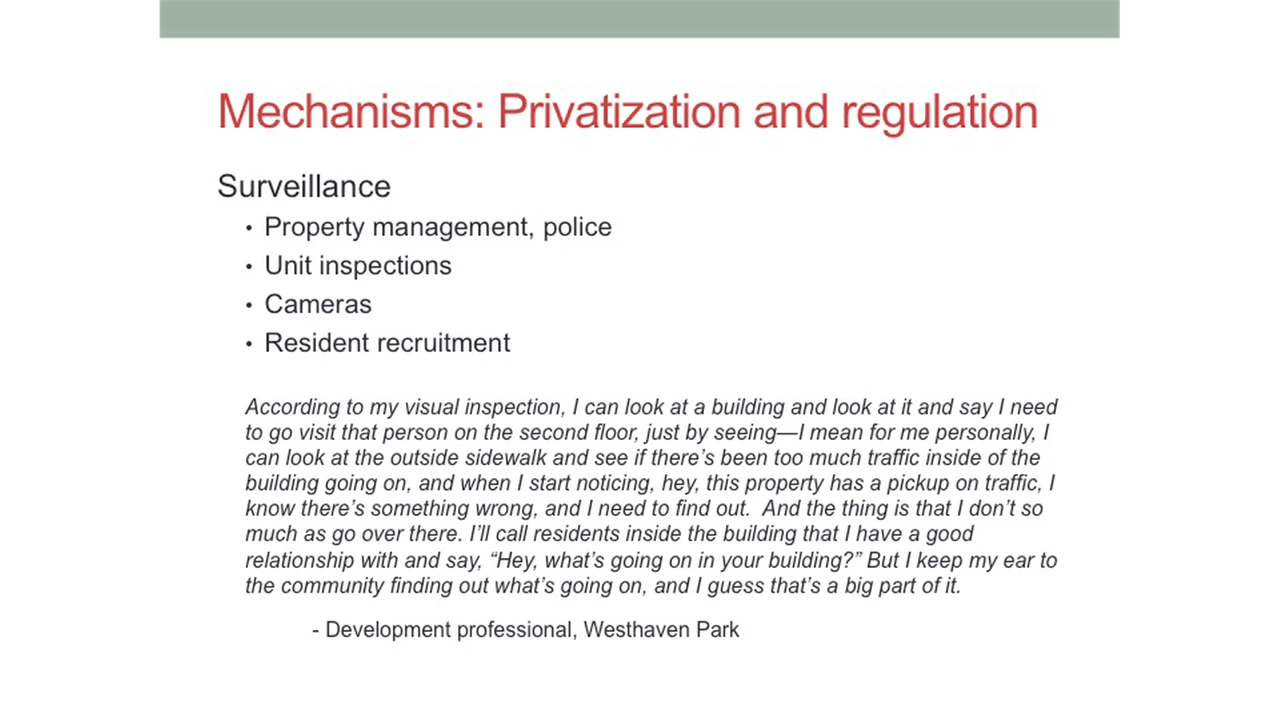 Mechanisms: Privatization and regulation
Surveillance
• Property management, police
• Unit inspections
• Cameras
• Resident recruitment
According to my visual inspection, I can look at a building and look at it and say I need
to go visit that person on the second floor, just by seeing—I mean for me personally, I
can look at the outside sidewalk and see if there’s been too much traffic inside of the
building going on, and when I start noticing, hey, this property has a pickup on traffic, I
know there’s something wrong, and I need to find out.  And the thing is that I don’t so
much as go over there. I’ll call residents inside the building that I have a good
relationship with and say, “Hey, what’s going on in your building?” But I keep my ear to
the community finding out what’s going on, and I guess that’s a big part of it.
- Development professional, Westhaven Park